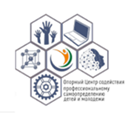 Опорный Центр содействия
профессиональному
самоопределению
детей и молодежи